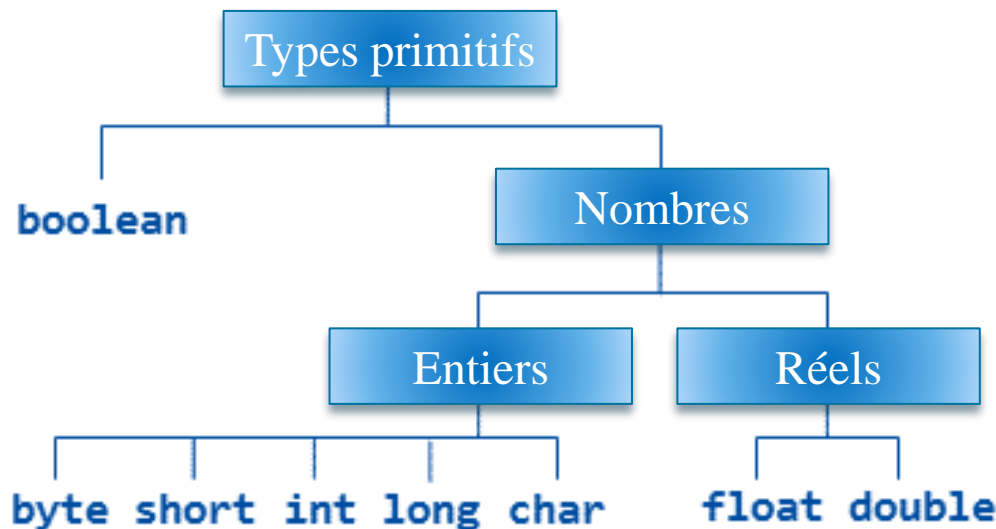 Types primitifs
boolean
Nombres
Entiers
Réels
byte short int long char float double